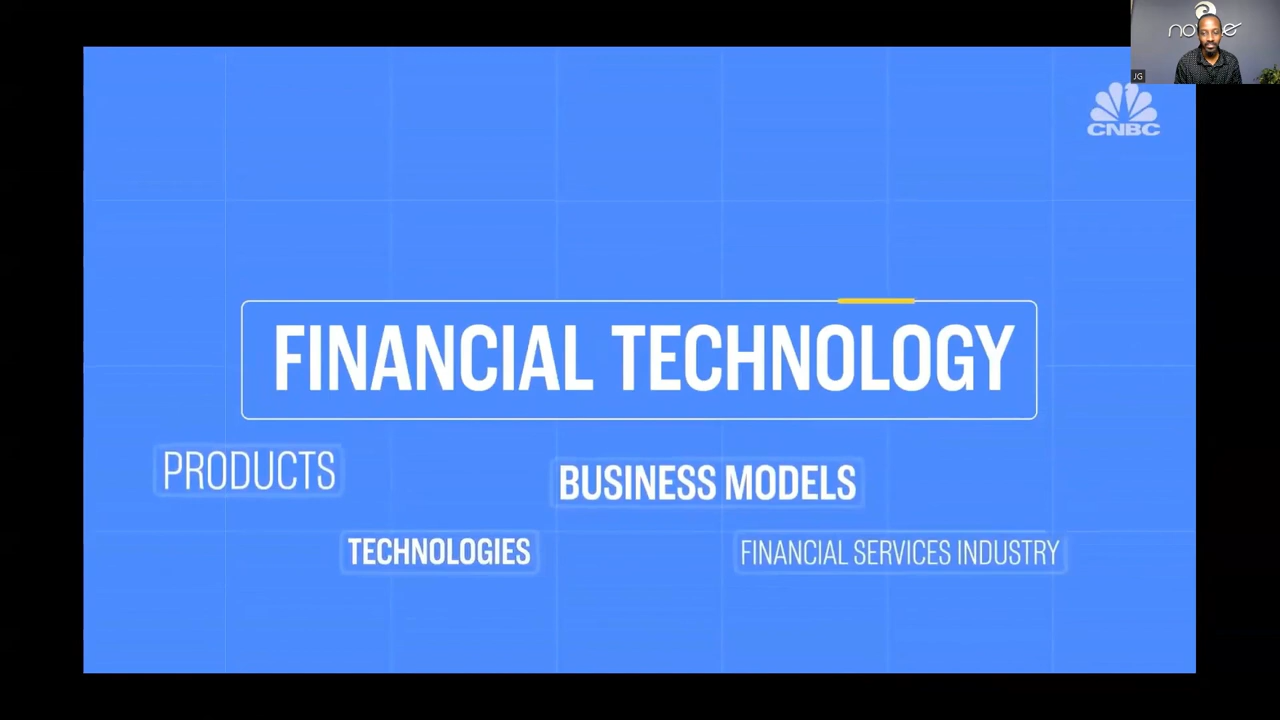 JG
CNBC
FINANCIAL TECHNOLOGY
PRODUCTS
BUSINESS MODELS
TECHNOLOGIES
FINANCIAL SERVICES INDUSTRY